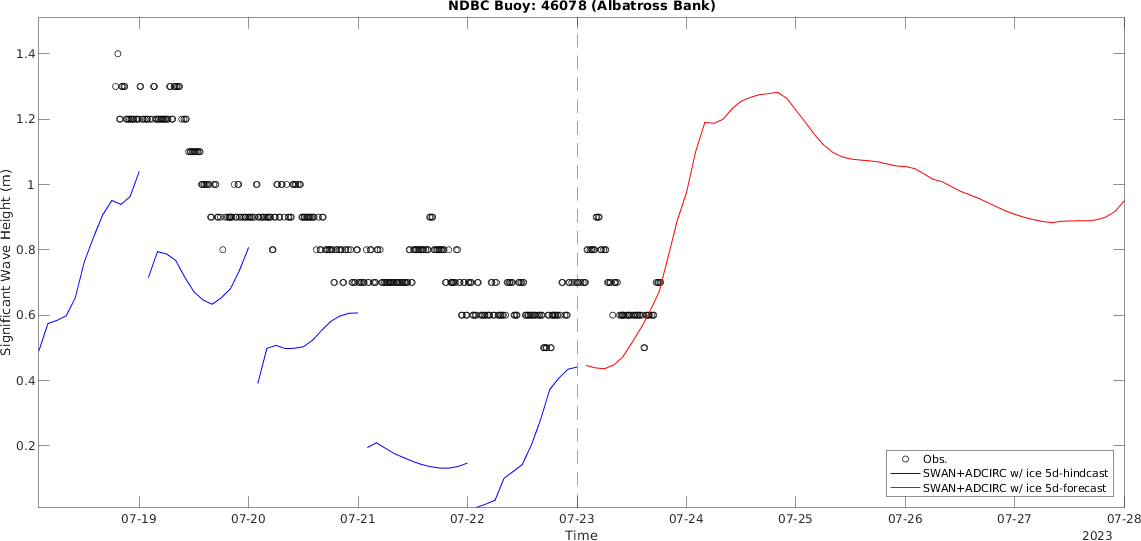 NDBC Buoy: 46078 (Albatross Bank)
1.4
1.2
1
0.8
0.6
0.4
0.2
Significant Wave Height (m)
Obs.
SWAN+ADCIRC w/ ice 5d-hindcast
SWAN+ADCIRC w/ ice 5d-forecast
07-19 07-20 07-21 07-22 07-23 07-24 07-25 07-26 07-27 07-28
Time
2023